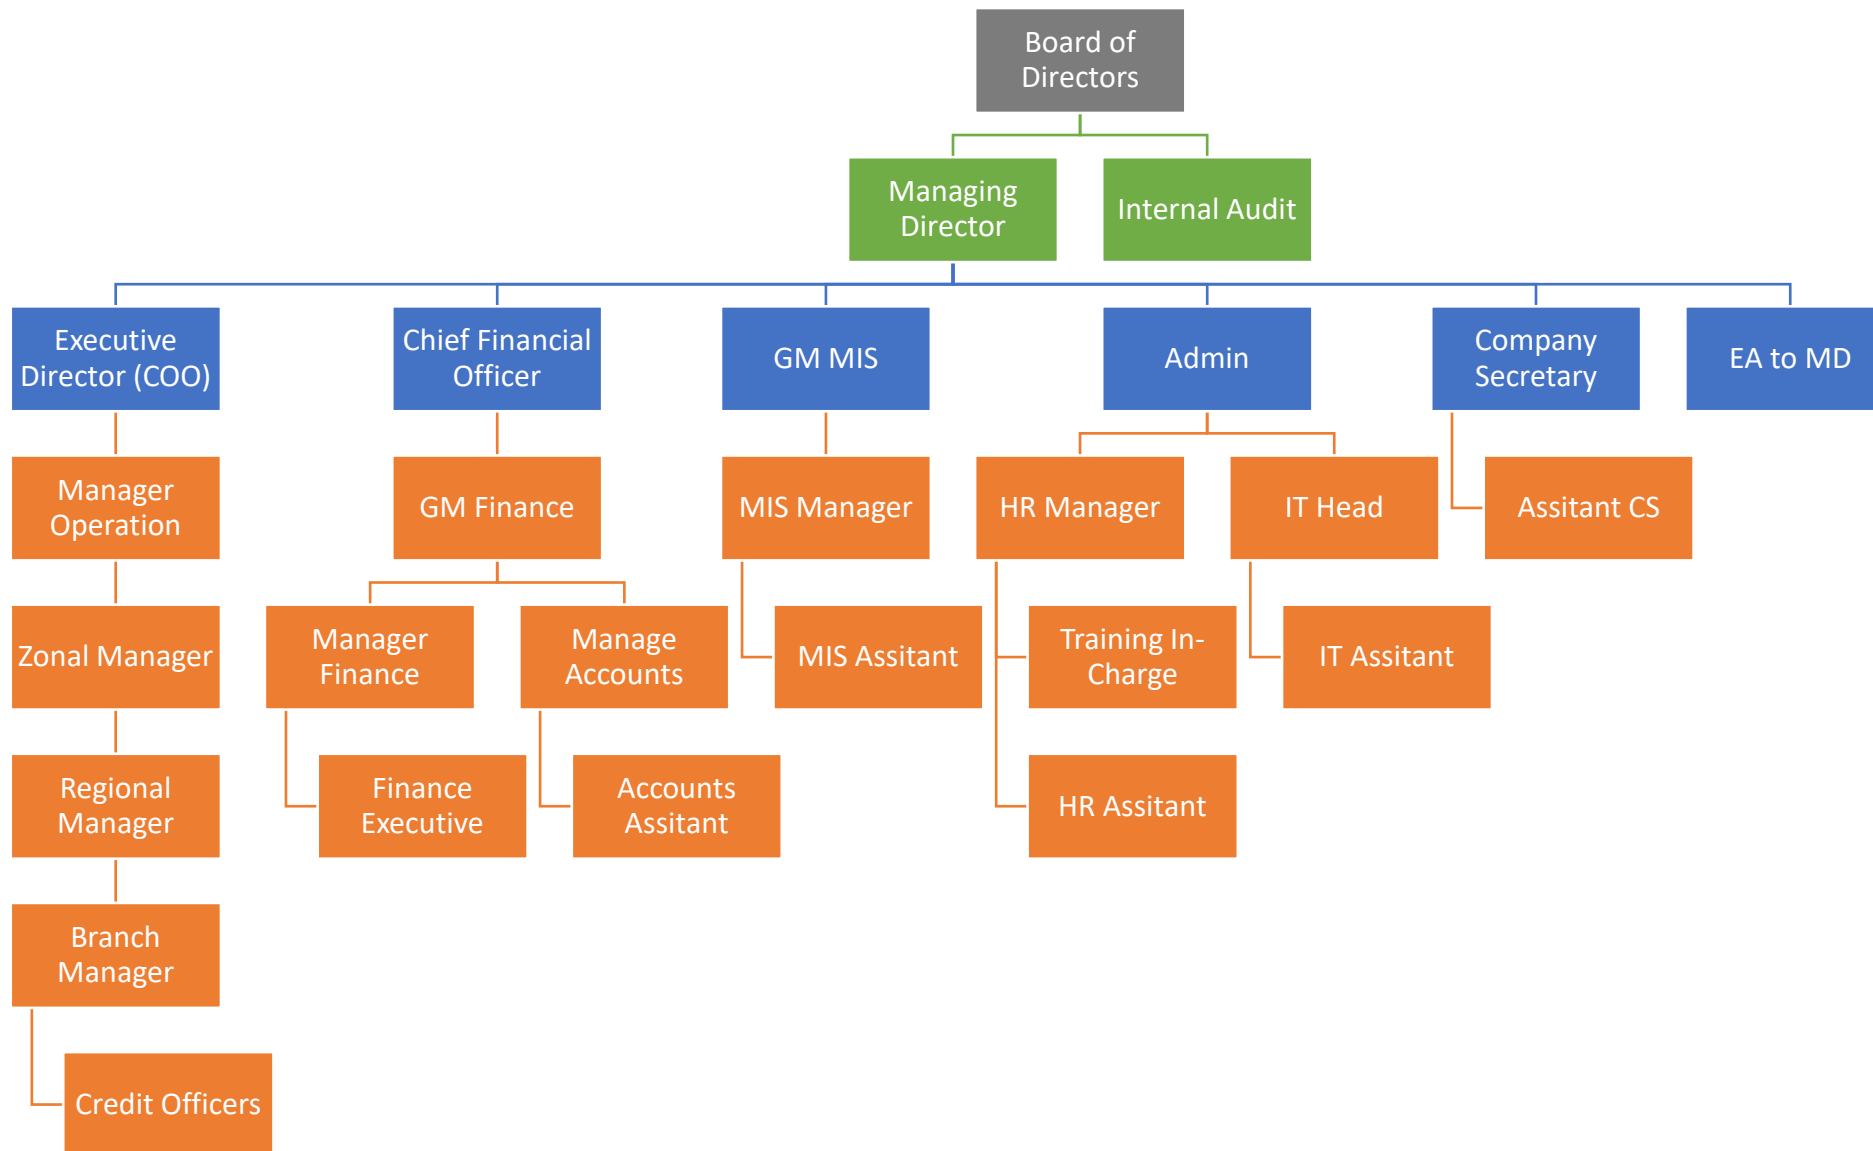 Board of
Directors
Managing
Director
Internal Audit
Executive
Director (COO)
Chief Financial
Officer
GM MIS
Admin
Company
Secretary
EA to MD
Manager
Operation
GM Finance
MIS Manager
HR Manager
IT Head
Assitant CS
Zonal Manager
Manager
Finance
Manage
Accounts
MIS Assitant
Training In-
Charge
IT Assitant
Regional
Manager
Finance
Executive
Accounts
Assitant
HR Assitant
Branch
Manager
Credit Officers